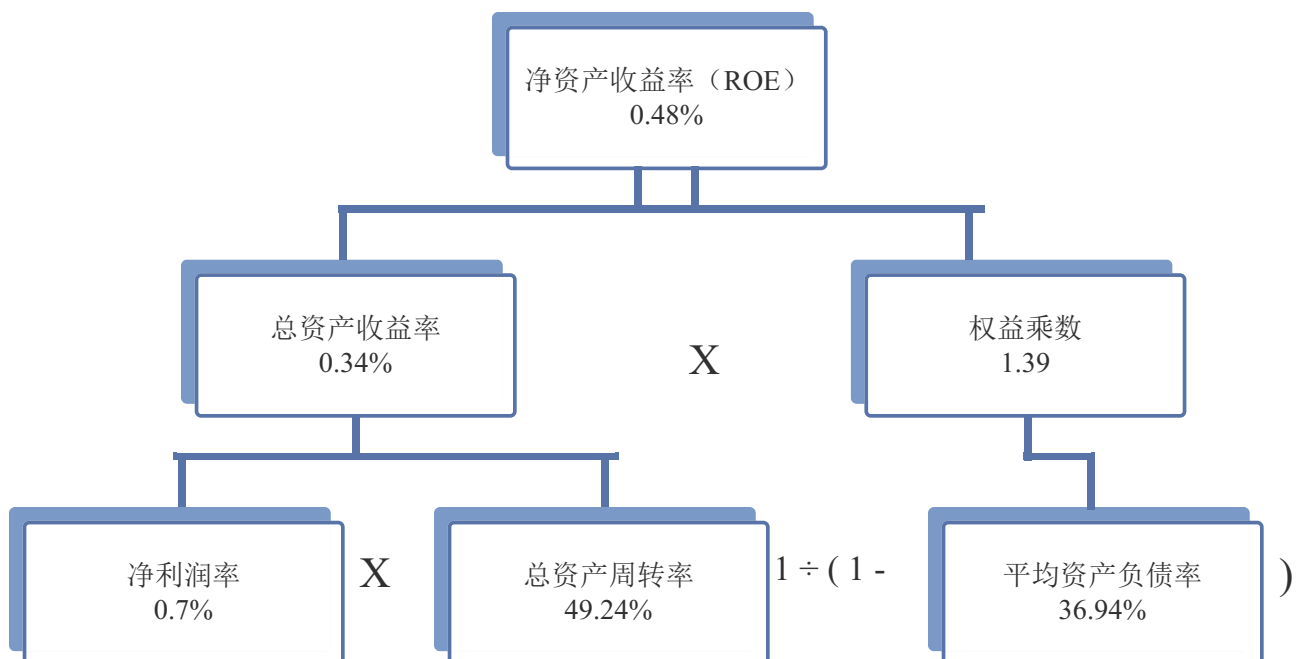 净资产收益率（ROE）
0.48%
总资产收益率
0.34%
X
权益乘数
1.39
净利润率
0.7%
X
总资产周转率
49.24%
1 ÷ ( 1 -
平均资产负债率
36.94%
)